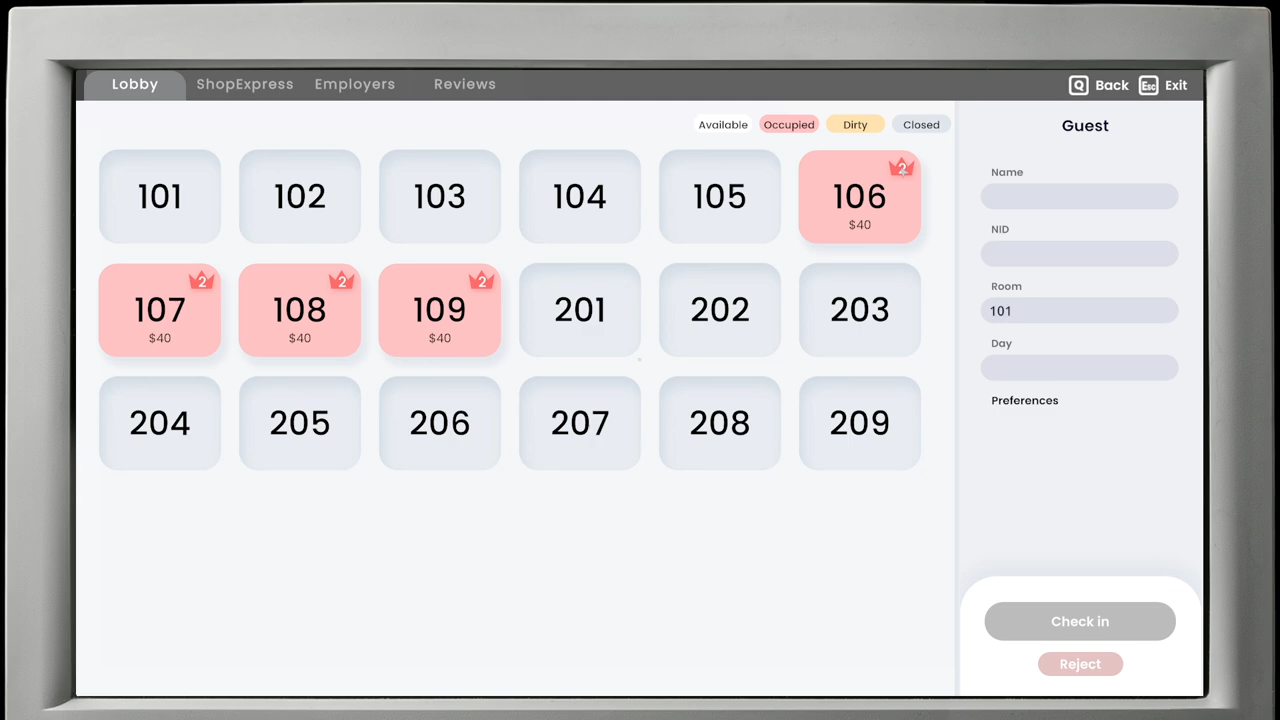 Lobby ShopExpress Employers Reviews Q Back Esc Exit
Available Occupied Dirty Closed
Guest
101 102 103 104 105 2 106 $40
2 107 $40 2 108 $40 2 109 $40 201 202 203
204 205 206 207 208 209
Name
NID
Room
101
Day
Preferences
Check in
Reject